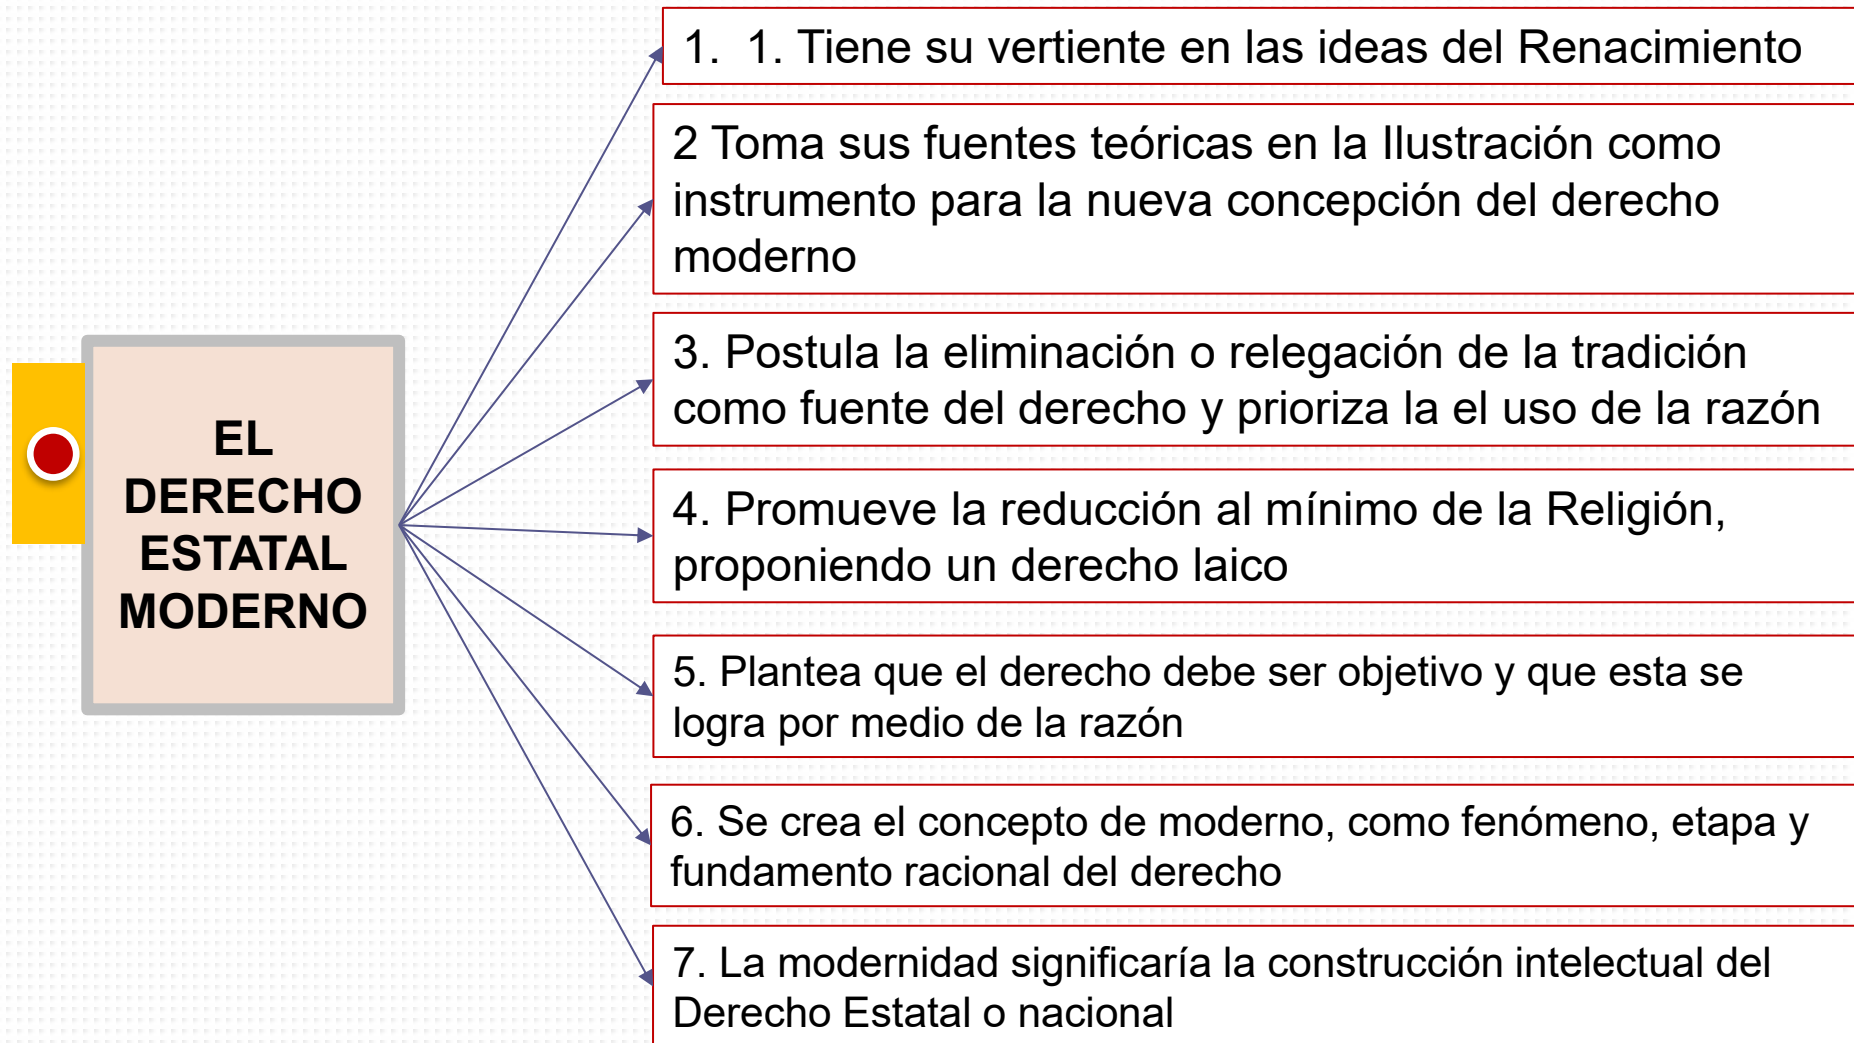 EL
DERECHO
ESTATAL
MODERNO
1. 1. Tiene su vertiente en las ideas del Renacimiento
2 Toma sus fuentes teóricas en la Ilustración como
instrumento para la nueva concepción del derecho
moderno
3. Postula la eliminación o relegación de la tradición
como fuente del derecho y prioriza la el uso de la razón
4. Promueve la reducción al mínimo de la Religión,
proponiendo un derecho laico
5. Plantea que el derecho debe ser objetivo y que esta se
logra por medio de la razón
6. Se crea el concepto de moderno, como fenómeno, etapa y
fundamento racional del derecho
7. La modernidad significaría la construcción intelectual del
Derecho Estatal o nacional